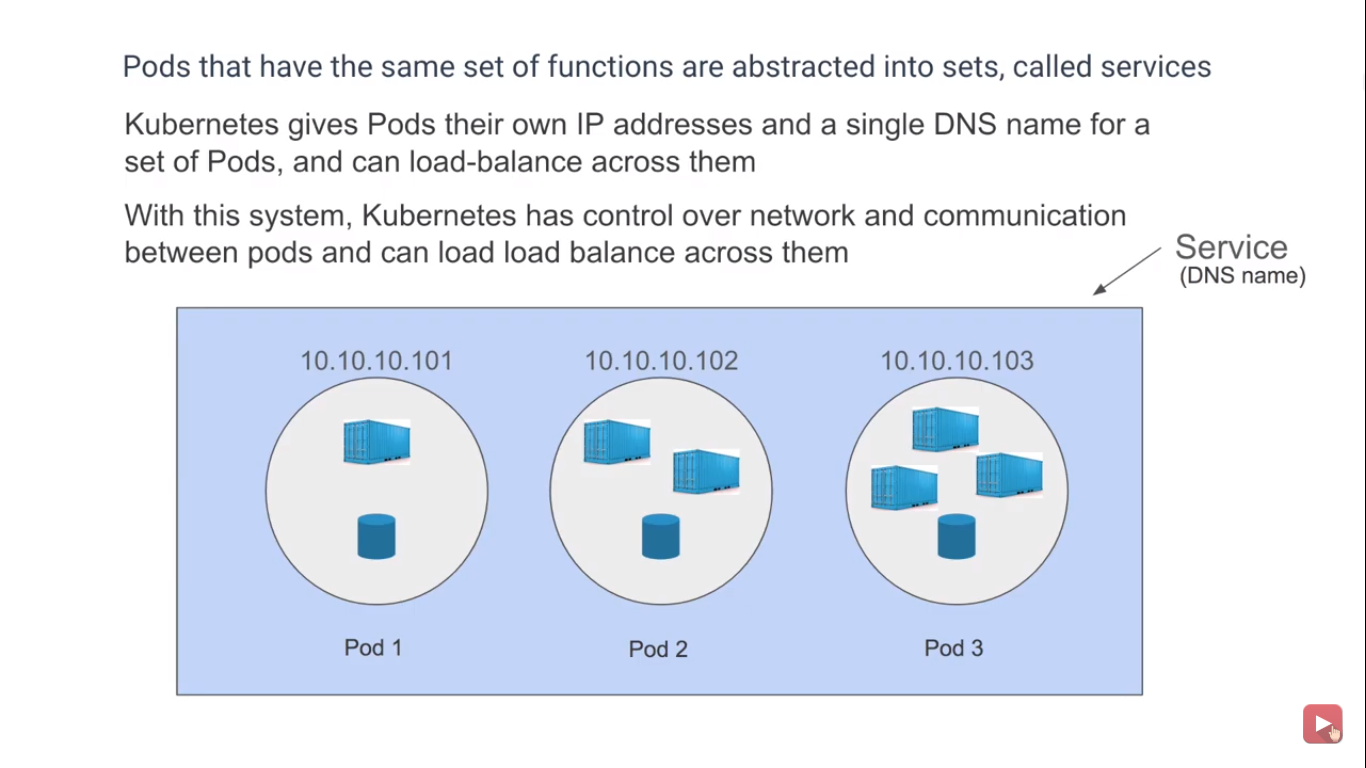 Pods that have the same set of functions are abstracted into sets, called services
Kubernetes gives Pods their own IP addresses and a single DNS name for a
set of Pods, and can load-balance across them
With this system, Kubernetes has control over network and communication
between pods and can load load balance across them
Service
(DNS name)
10.10.10.101
10.10.10.102
10.10.10.103
Pod 1
Pod 2
Pod 3